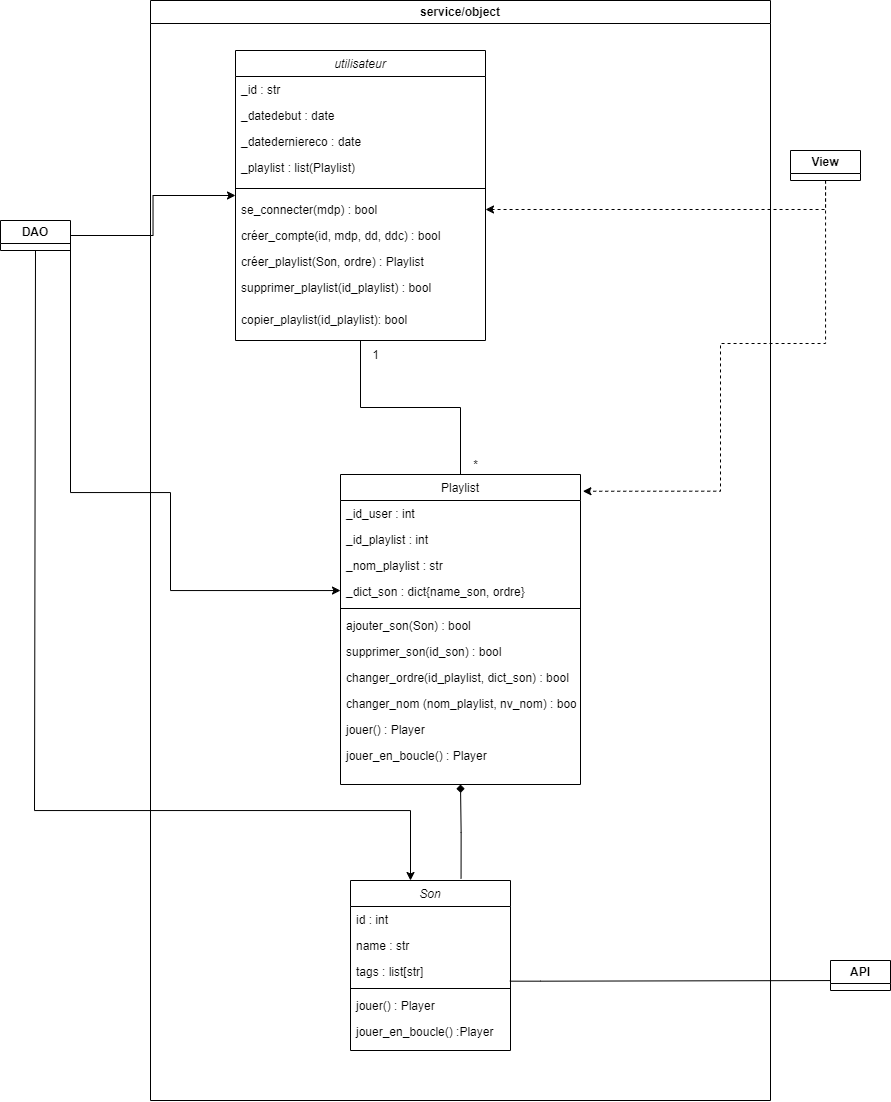 service/object
utilisateur
_id : str
_datedebut : date
_datederniereco : date
_playlist : list(Playlist)
se_connecter(mdp) : bool
créer_compte(id, mdp, dd, ddc) : bool
créer_playlist(Son, ordre) : Playlist
supprimer_playlist(id_playlist) : bool
copier_playlist(id_playlist): bool
View
DAO
1
*
Playlist
_id_user : int
_id_playlist : int
_nom_playlist : str
_dict_son : dict{name_son, ordre}
ajouter_son(Son) : bool
supprimer_son(id_son) : bool
changer_ordre(id_playlist, dict_son) : bool
changer_nom (nom_playlist, nv_nom) : boo
jouer() : Player
jouer_en_boucle() : Player
Son
id : int
name : str
tags : list[str]
jouer() : Player
jouer_en_boucle() :Player
API